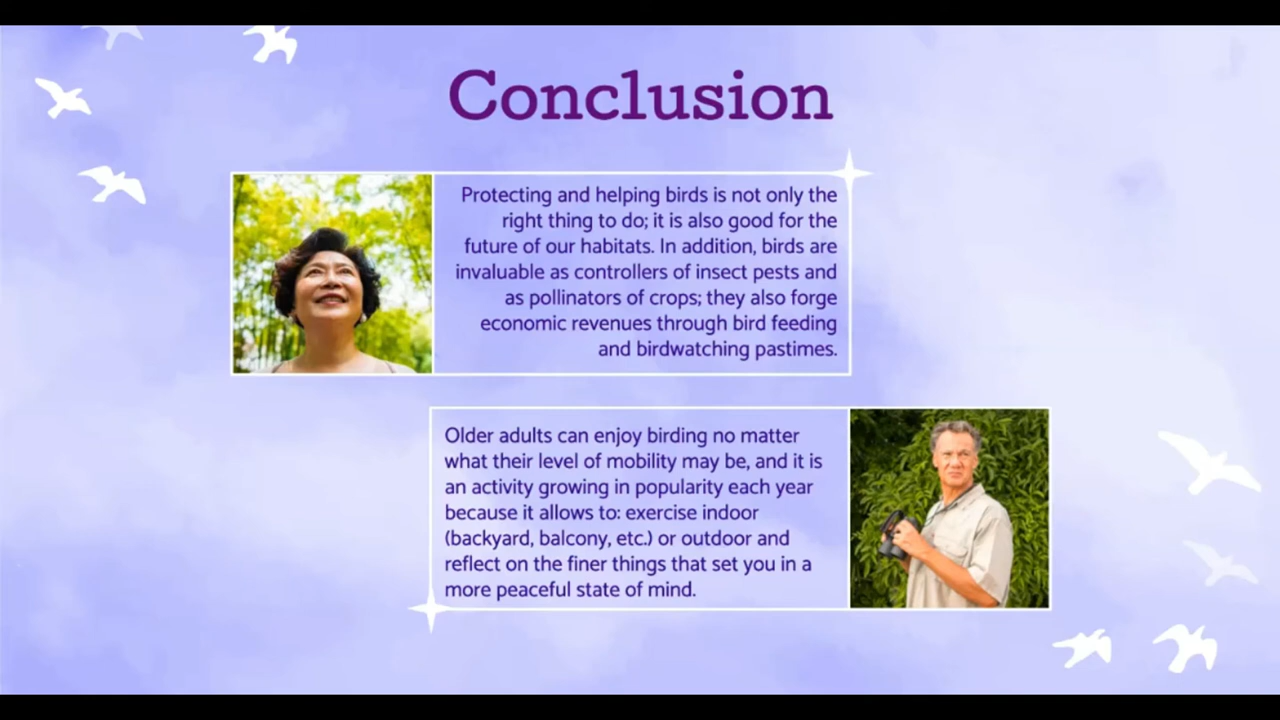 Conclusion
Protecting and helping birds is not only the
right thing to do; it is also good for the
future of our habitats. In addition, birds are
invaluable as controllers of insect pests and
as pollinators of crops; they also forge
economic revenues through bird feeding
and birdwatching pastimes.
Older adults can enjoy birding no matter
what their level of mobility may be, and it is
an activity growing in popularity each year
because it allows to: exercise indoor
(backyard, balcony, etc.) or outdoor and
reflect on the finer things that set you in a
more peaceful state of mind.